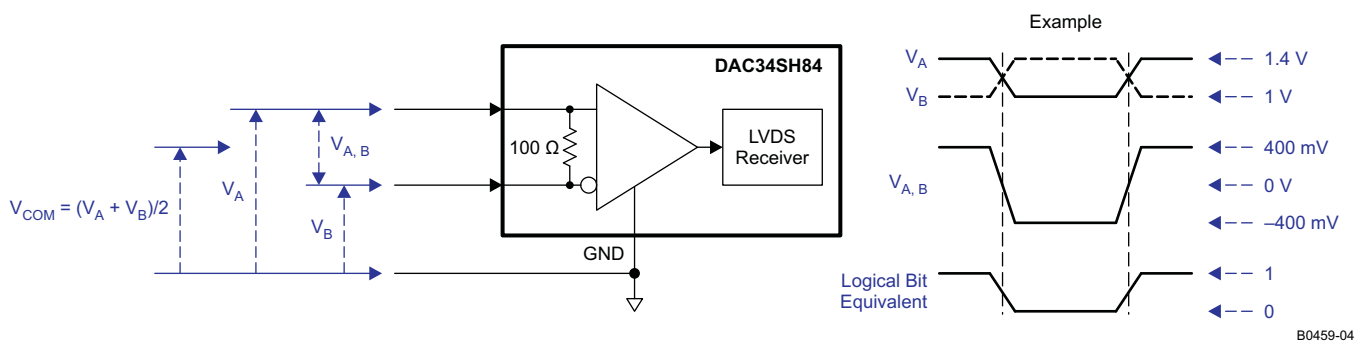 Example
DAC34SH84
100 Ω
LVDS
Receiver
GND
V_A, B
V_A
V_B
V_COM = (V_A + V_B)/2
V_A
V_B
1.4 V
1 V
V_A, B
400 mV
0 V
–400 mV
Logical Bit
Equivalent
1
0
B0459-04